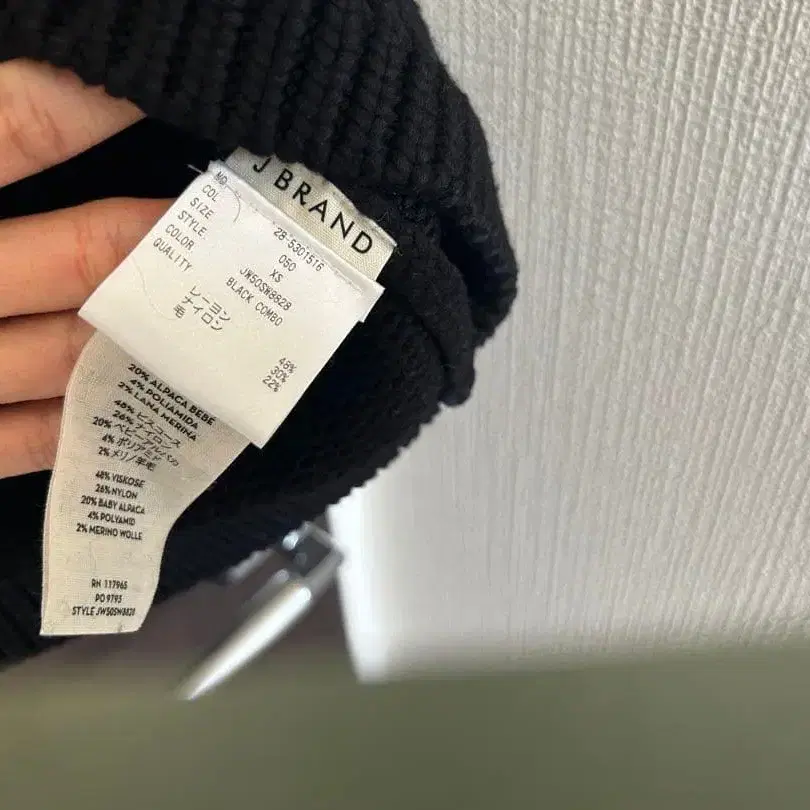 J BRAND
NO 28-5301516
COL 050
SIZE XS
STYLE. JW50SW8828
COLOR BLACK COMBO
QUALITY
レーヨン 48%
ナイロン 30%
毛 22%
20% ALPACA BEBE
4% POLIAMIDA
2% LANA MERINA
48% ビスコース
26% ナイロン
20% ベビーアルパカ
4% ポリアミド
2% メリノ羊毛
48% VISKOSE
26% NYLON
20% BABY ALPACA
4% POLYAMID
2% MERINO WOLLE
RN 117965
PO 9793
STYLE JW50SW8828